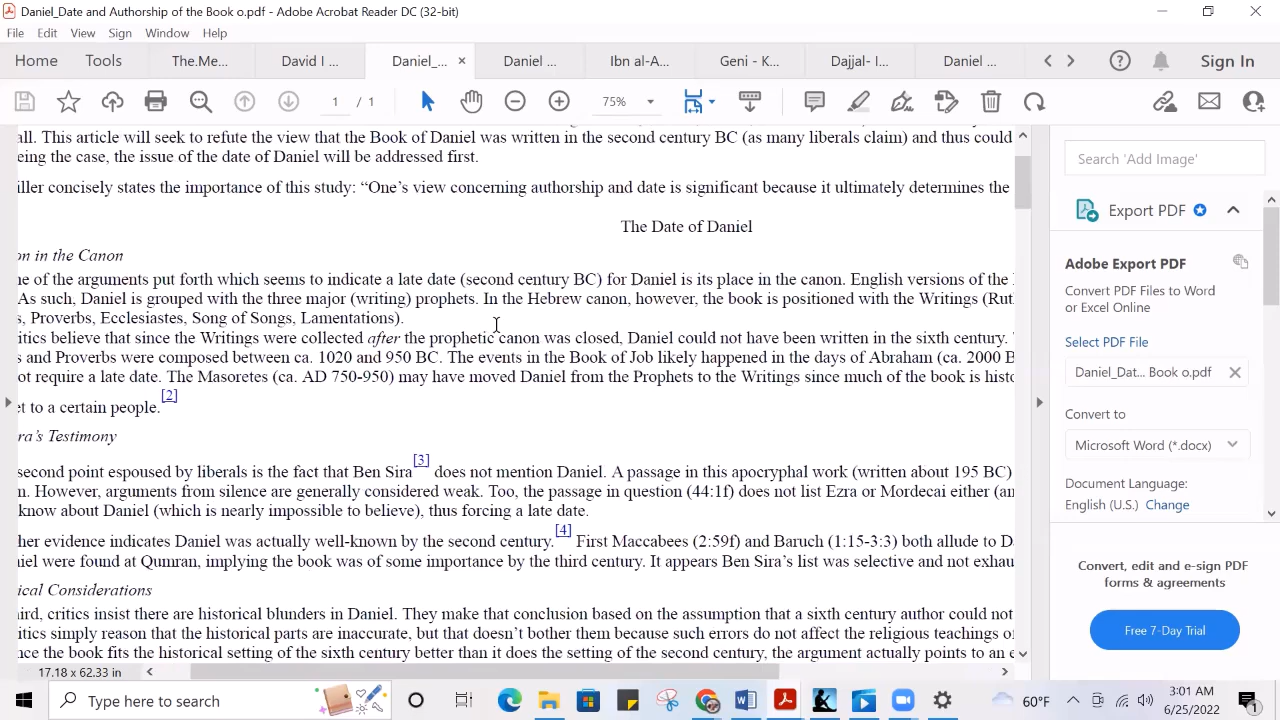 Daniel_Date and Authorship of the Book o.pdf - Adobe Acrobat Reader DC (32-bit)
File Edit View Sign Window Help
Home Tools The.Me... David I ... Daniel_... × Daniel ... Ibn al-A... Geni - K... Dajjal- I... Daniel ... Sign In
1 / 1 75%
all. This article will seek to refute the view that the Book of Daniel was written in the second century BC (as many liberals claim) and thus could
eing the case, the issue of the date of Daniel will be addressed first.
iller concisely states the importance of this study: “One’s view concerning authorship and date is significant because it ultimately determines the
The Date of Daniel
on in the Canon
ne of the arguments put forth which seems to indicate a late date (second century BC) for Daniel is its place in the canon. English versions of the
As such, Daniel is grouped with the three major (writing) prophets. In the Hebrew canon, however, the book is positioned with the Writings (Rut
s, Proverbs, Ecclesiastes, Song of Songs, Lamentations).
itics believe that since the Writings were collected after the prophetic canon was closed, Daniel could not have been written in the sixth century.
s and Proverbs were composed between ca. 1020 and 950 BC. The events in the Book of Job likely happened in the days of Abraham (ca. 2000 B
ot require a late date. The Masoretes (ca. AD 750-950) may have moved Daniel from the Prophets to the Writings since much of the book is histo
et to a certain people.[2]
ra’s Testimony
second point espoused by liberals is the fact that Ben Sira[3] does not mention Daniel. A passage in this apocryphal work (written about 195 BC)
n. However, arguments from silence are generally considered weak. Too, the passage in question (44:1f) does not list Ezra or Mordecai either (an
know about Daniel (which is nearly impossible to believe), thus forcing a late date.
her evidence indicates Daniel was actually well-known by the second century.[4] First Maccabees (2:59f) and Baruch (1:15-3:3) both allude to D
niel were found at Qumran, implying the book was of some importance by the third century. It appears Ben Sira’s list was selective and not exhau
ical Considerations
ird, critics insist there are historical blunders in Daniel. They make that conclusion based on the assumption that a sixth century author could not
itics simply reason that the historical parts are inaccurate, but that doesn’t bother them because such errors do not affect the religious teachings o
nce the book fits the historical setting of the sixth century better than it does the setting of the second century, the argument actually points to an e
17.18 x 62.33 in
Search 'Add Image'
Export PDF
Adobe Export PDF
Convert PDF Files to Word
or Excel Online
Select PDF File
Daniel_Dat... Book o.pdf
Convert to
Microsoft Word (*.docx)
Document Language:
English (U.S.) Change
Convert, edit and e-sign PDF
forms & agreements
Free 7-Day Trial
Type here to search
60°F
3:01 AM
6/25/2022
1